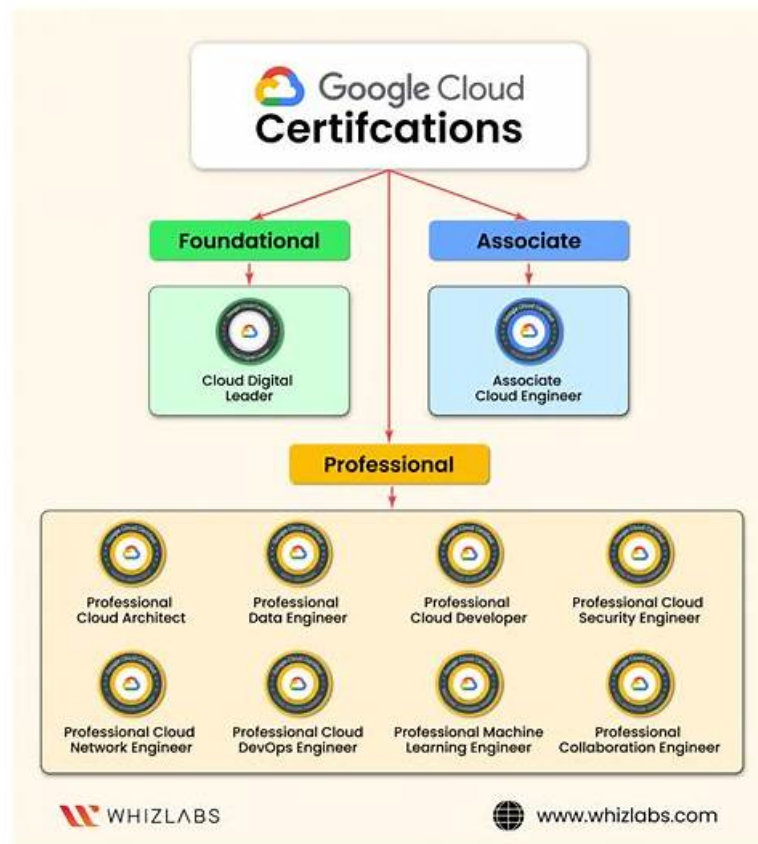 Google Cloud
Certifcations
Foundational
Associate
Cloud Digital
Leader
Associate
Cloud Engineer
Professional
Professional
Cloud Architect
Professional
Data Engineer
Professional
Cloud Developer
Professional Cloud
Security Engineer
Professional Cloud
Network Engineer
Professional Cloud
DevOps Engineer
Professional Machine
Learning Engineer
Professional
Collaboration Engineer
WHIZLABS
www.whizlabs.com